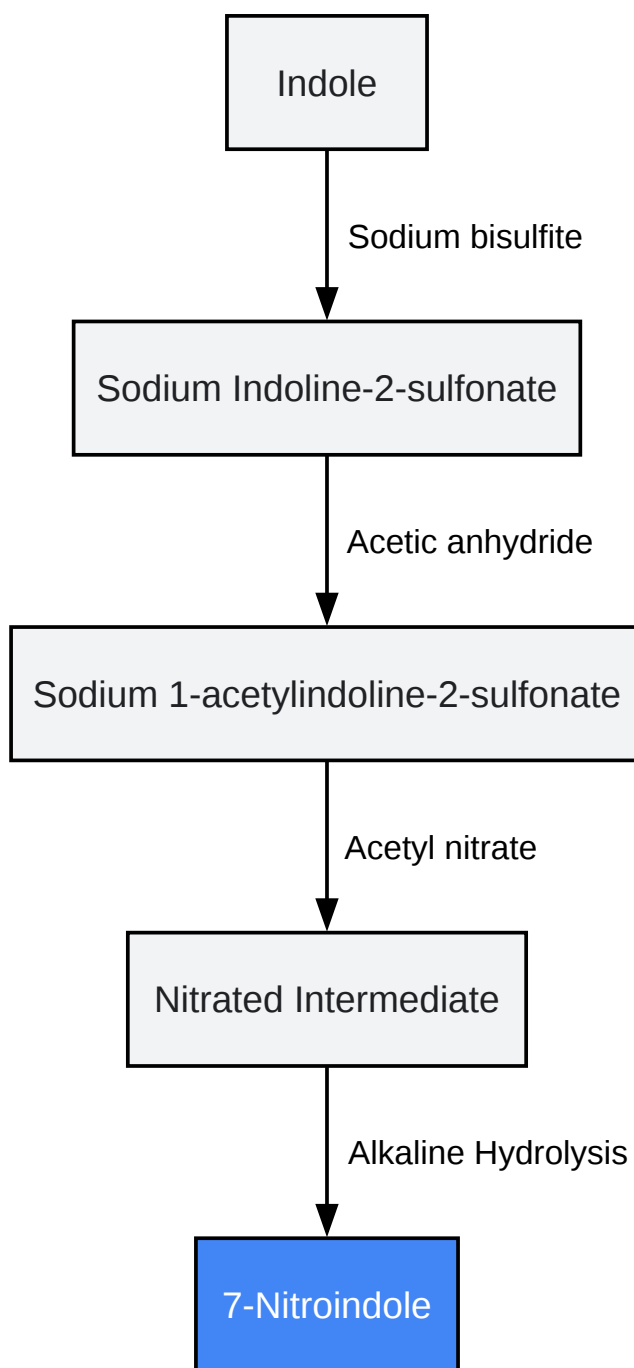 Indole
Sodium bisulfite
Sodium Indoline-2-sulfonate
Acetic anhydride
Sodium 1-acetylindoline-2-sulfonate
Acetyl nitrate
Nitrated Intermediate
Alkaline Hydrolysis
7-Nitroindole